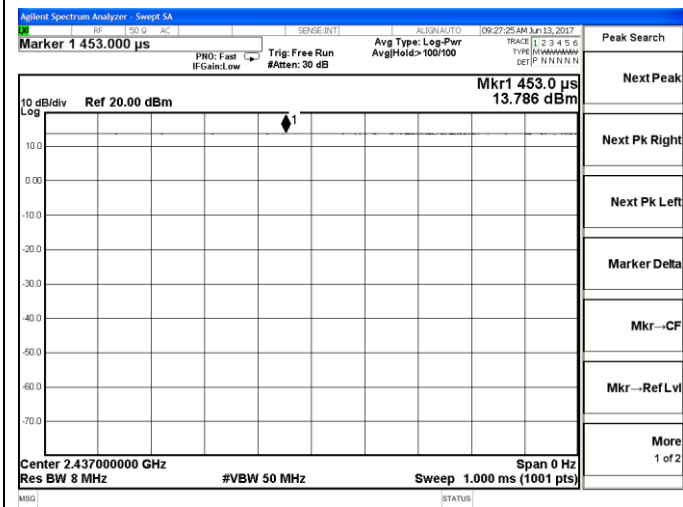 Agilent Spectrum Analyzer - Swept SA
RF 50 Ω AC SENSE:INT ALIGNAUTO 09:27:25 AM Jun 13, 2017
Marker 1 453.000 µs
PNO: Fast
IFGain:Low
Trig: Free Run
#Atten: 30 dB
Avg Type: Log-Pwr
Avg|Hold:>100/100
TRACE 1 2 3 4 5 6
TYPE MWWWWW
DET P N N N N N
Mkr1 453.0 µs
13.786 dBm
10 dB/div Ref 20.00 dBm
Log
1
10.0
0.00
-10.0
-20.0
-30.0
-40.0
-50.0
-60.0
-70.0
Center 2.437000000 GHz Span 0 Hz
Res BW 8 MHz #VBW 50 MHz Sweep 1.000 ms (1001 pts)
MSG STATUS
Peak Search
Next Peak
Next Pk Right
Next Pk Left
Marker Delta
Mkr→CF
Mkr→Ref Lvl
More
1 of 2